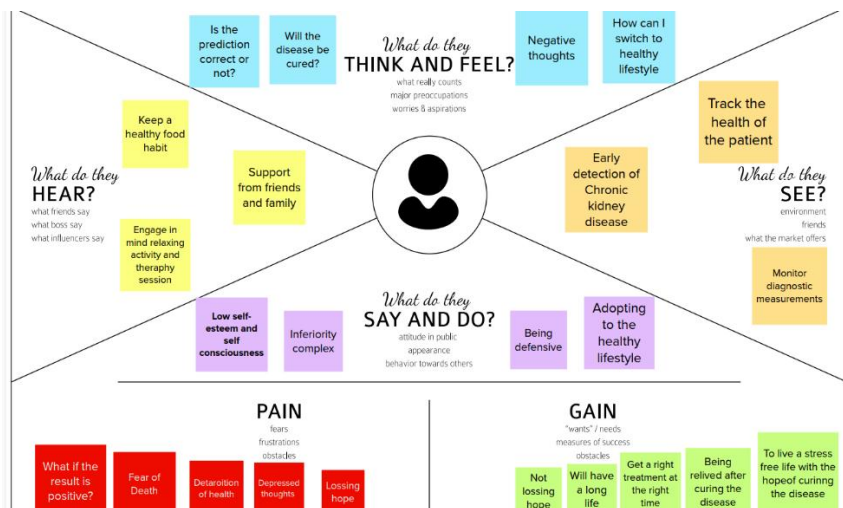 Is the
prediction
correct or
not?
Will the
disease be
cured?
What do they
THINK AND FEEL?
what really counts
major preoccupations
worries & aspirations
Negative
thoughts
How can I
switch to
healthy
lifestyle
Keep a
healthy food
habit
Support
from friends
and family
What do they
HEAR?
what friends say
what boss say
what influencers say
Engage in
mind relaxing
activity and
theraphy
session
Early
detection of
Chronic
kidney
disease
Track the
health of
the patient
What do they
SEE?
environment
friends
what the market offers
Monitor
diagnostic
measurements
Low self-
esteem and
self
consciousness
Inferiority
complex
What do they
SAY AND DO?
attitude in public
appearance
behavior towards others
Being
defensive
Adopting
to the
healthy
lifestyle
PAIN
fears
frustrations
obstacles
What if the
result is
positive?
Fear of
Death
Detaroition
of health
Depressed
thoughts
Lossing
hope
GAIN
"wants" / needs
measures of success
obstacles
Not
lossing
hope
Will have
a long
life
Get a right
treatment at
the right
time
Being
relived after
curing the
disease
To live a stress
free life with the
hopeof curinng
the disease